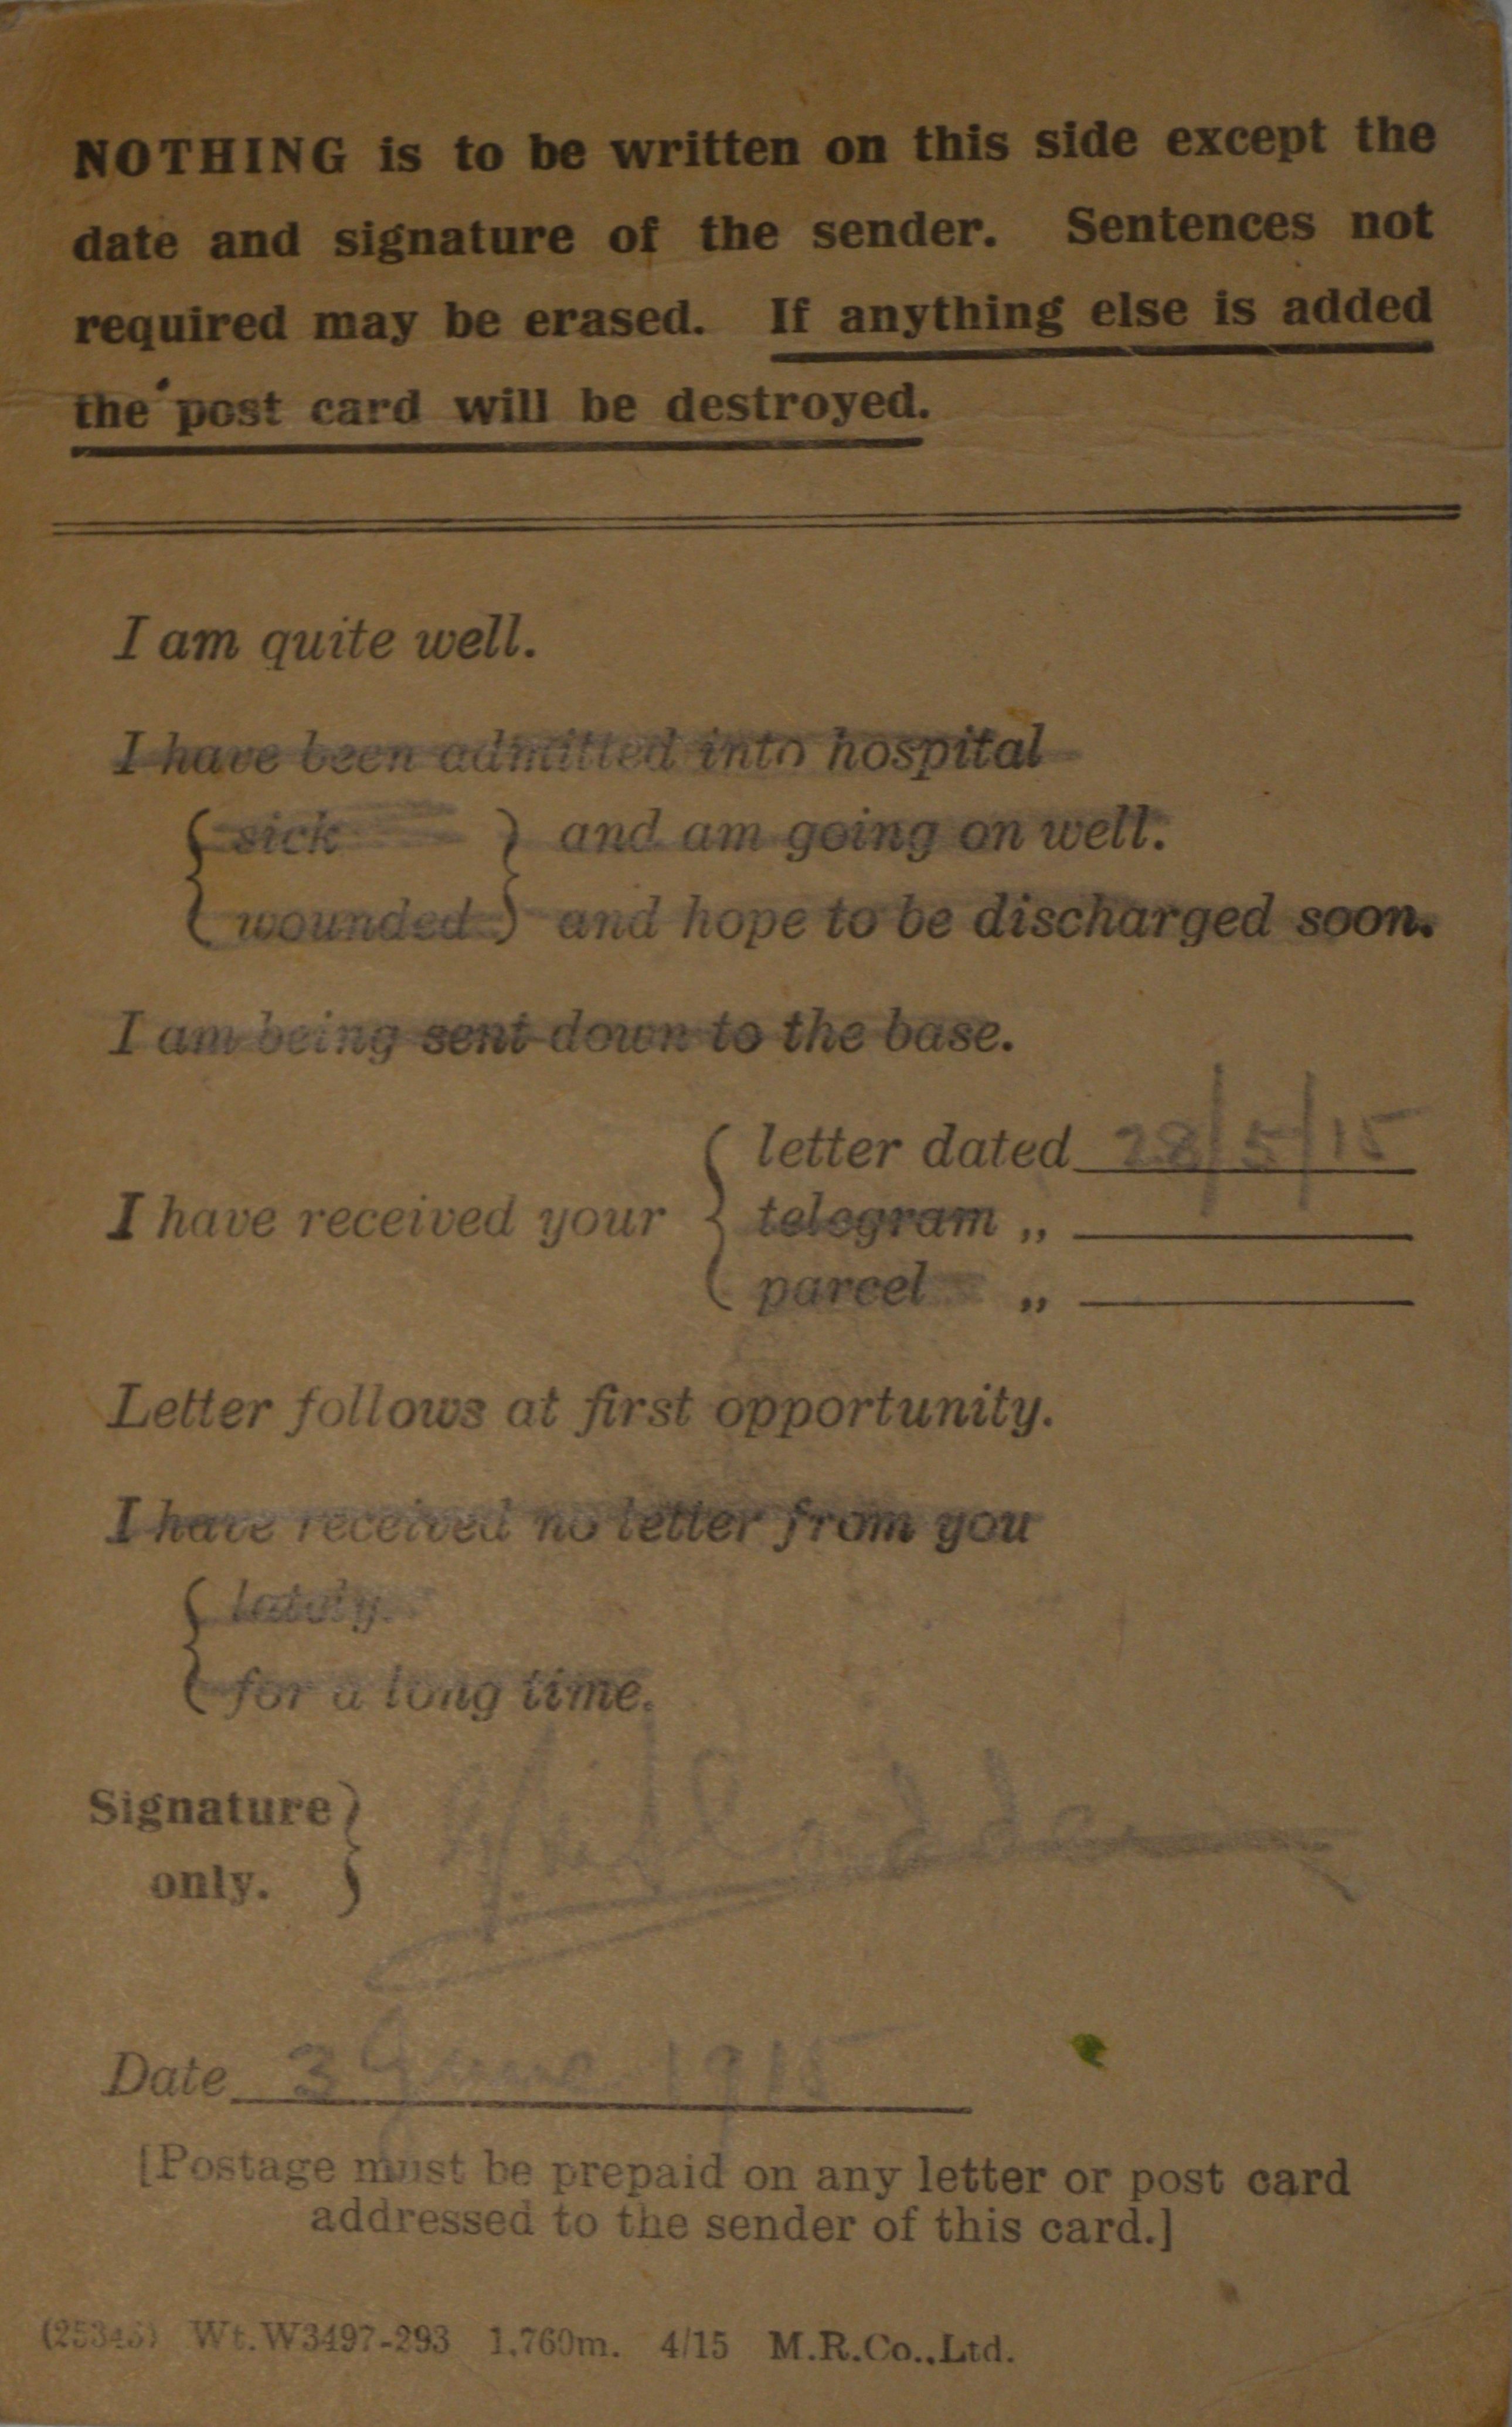 NOTHING is to be written on this side except the
date and signature of the sender. Sentences not
required may be erased. If anything else is added
the post card will be destroyed.
I am quite well.
I have been admitted into hospital
{ sick } and am going on well.
{ wounded } and hope to be discharged soon.
I am being sent down to the base.
letter dated 28/5/15
I have received your { telegram „
parcel „
Letter follows at first opportunity.
I have received no letter from you
{ lately.
{ for a long time.
Signature }
only. }
Date 3 June 1915
[Postage must be prepaid on any letter or post card
addressed to the sender of this card.]
Wt.W3497-293 1,760m. 4/15 M.R.Co.,Ltd.